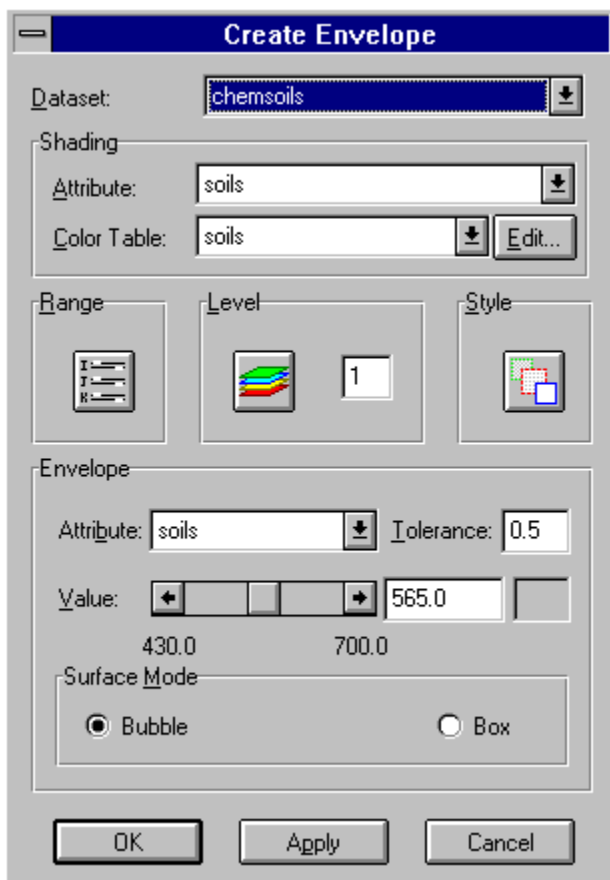 Create Envelope
Dataset: chemsoils
Shading
Attribute: soils
Color Table: soils Edit...
Range Level Style
I
J
K
1
Envelope
Attribute: soils Tolerance: 0.5
Value: 565.0
430.0 700.0
Surface Mode
Bubble Box
OK Apply Cancel